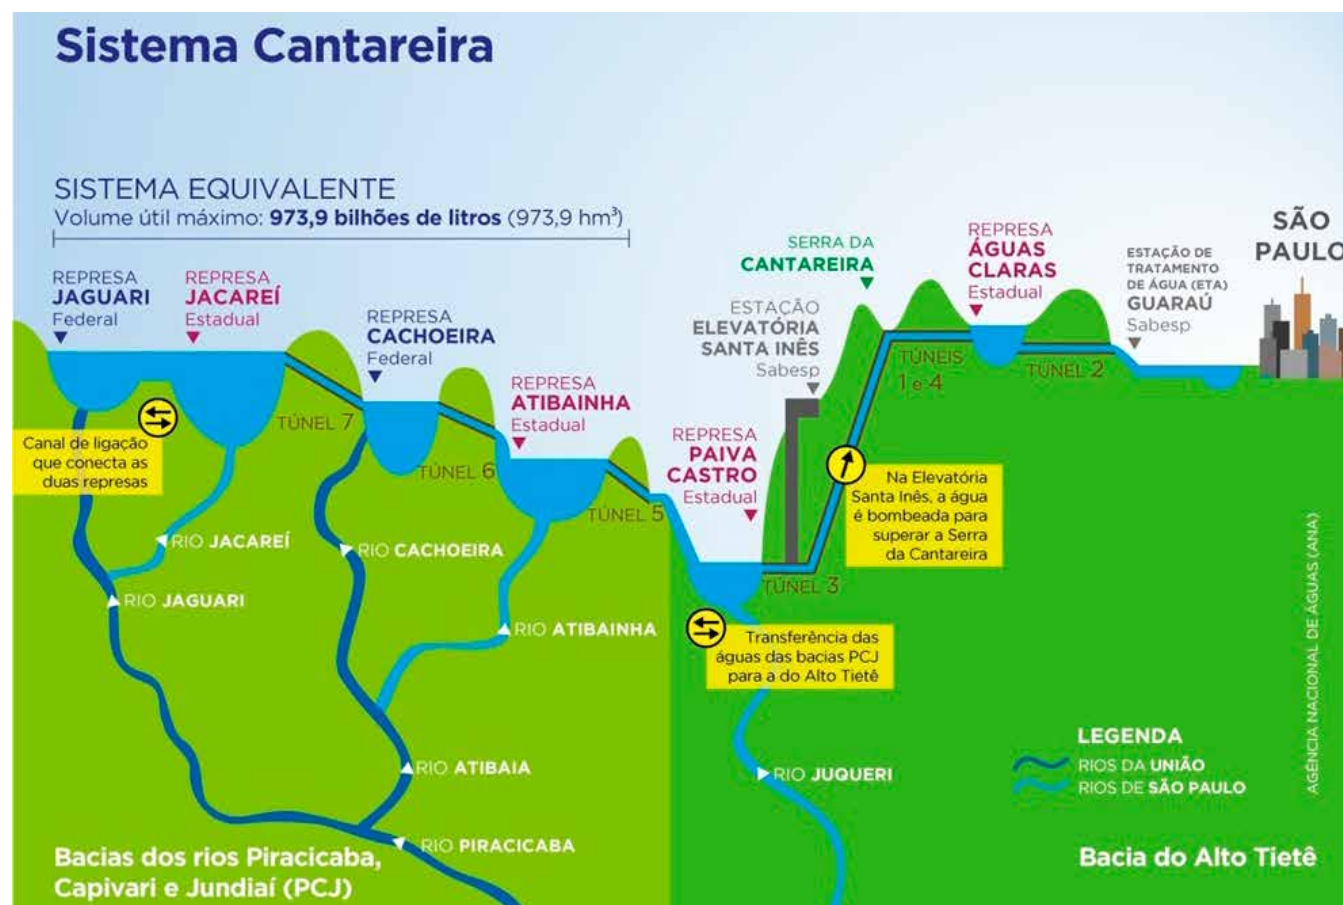 Sistema Cantareira
SISTEMA EQUIVALENTE
Volume útil máximo: 973,9 bilhões de litros (973,9 hm³)
REPRESA
JAGUARI
Federal
REPRESA
JACAREÍ
Estadual
REPRESA
CACHOEIRA
Federal
REPRESA
ATIBAINHA
Estadual
REPRESA
PAIVA
CASTRO
Estadual
ESTAÇÃO
ELEVATÓRIA
SANTA INÊS
Sabesp
SERRA DA
CANTAREIRA
REPRESA
ÁGUAS
CLARAS
Estadual
ESTAÇÃO DE
TRATAMENTO
DE ÁGUA (ETA)
GUARAÚ
Sabesp
SÃO
PAULO
TÚNEL 7
TÚNEL 6
TÚNEL 5
TÚNEL 3
TÚNEIS
1 e 4
TÚNEL 2
Canal de ligação
que conecta as
duas represas
Na Elevatória
Santa Inês, a água
é bombeada para
superar a Serra
da Cantareira
Transferência das
águas das bacias PCJ
para a do Alto Tietê
RIO JACAREÍ
RIO JAGUARI
RIO CACHOEIRA
RIO ATIBAINHA
RIO ATIBAIA
RIO PIRACICABA
RIO JUQUERI
LEGENDA
RIOS DA UNIÃO
RIOS DE SÃO PAULO
Bacias dos rios Piracicaba,
Capivari e Jundiaí (PCJ)
Bacia do Alto Tietê
AGÊNCIA NACIONAL DE ÁGUAS (ANA)